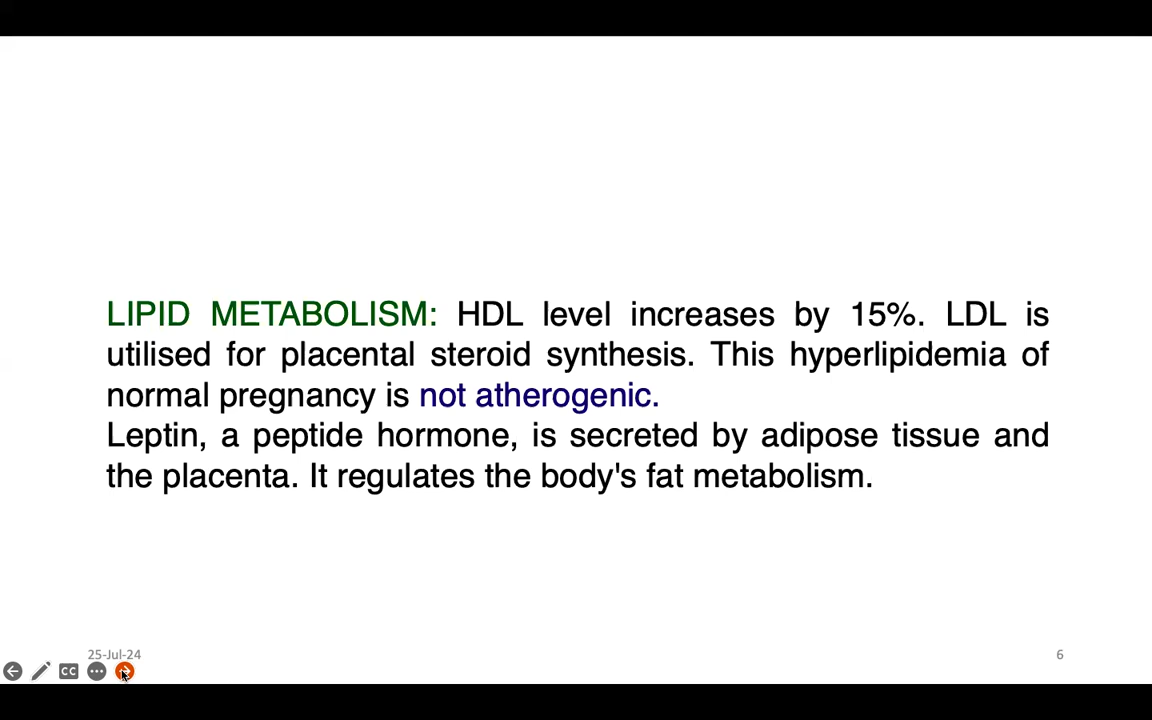 LIPID METABOLISM: HDL level increases by 15%. LDL is
utilised for placental steroid synthesis. This hyperlipidemia of
normal pregnancy is not atherogenic.
Leptin, a peptide hormone, is secreted by adipose tissue and
the placenta. It regulates the body's fat metabolism.
25-Jul-24
6
CC